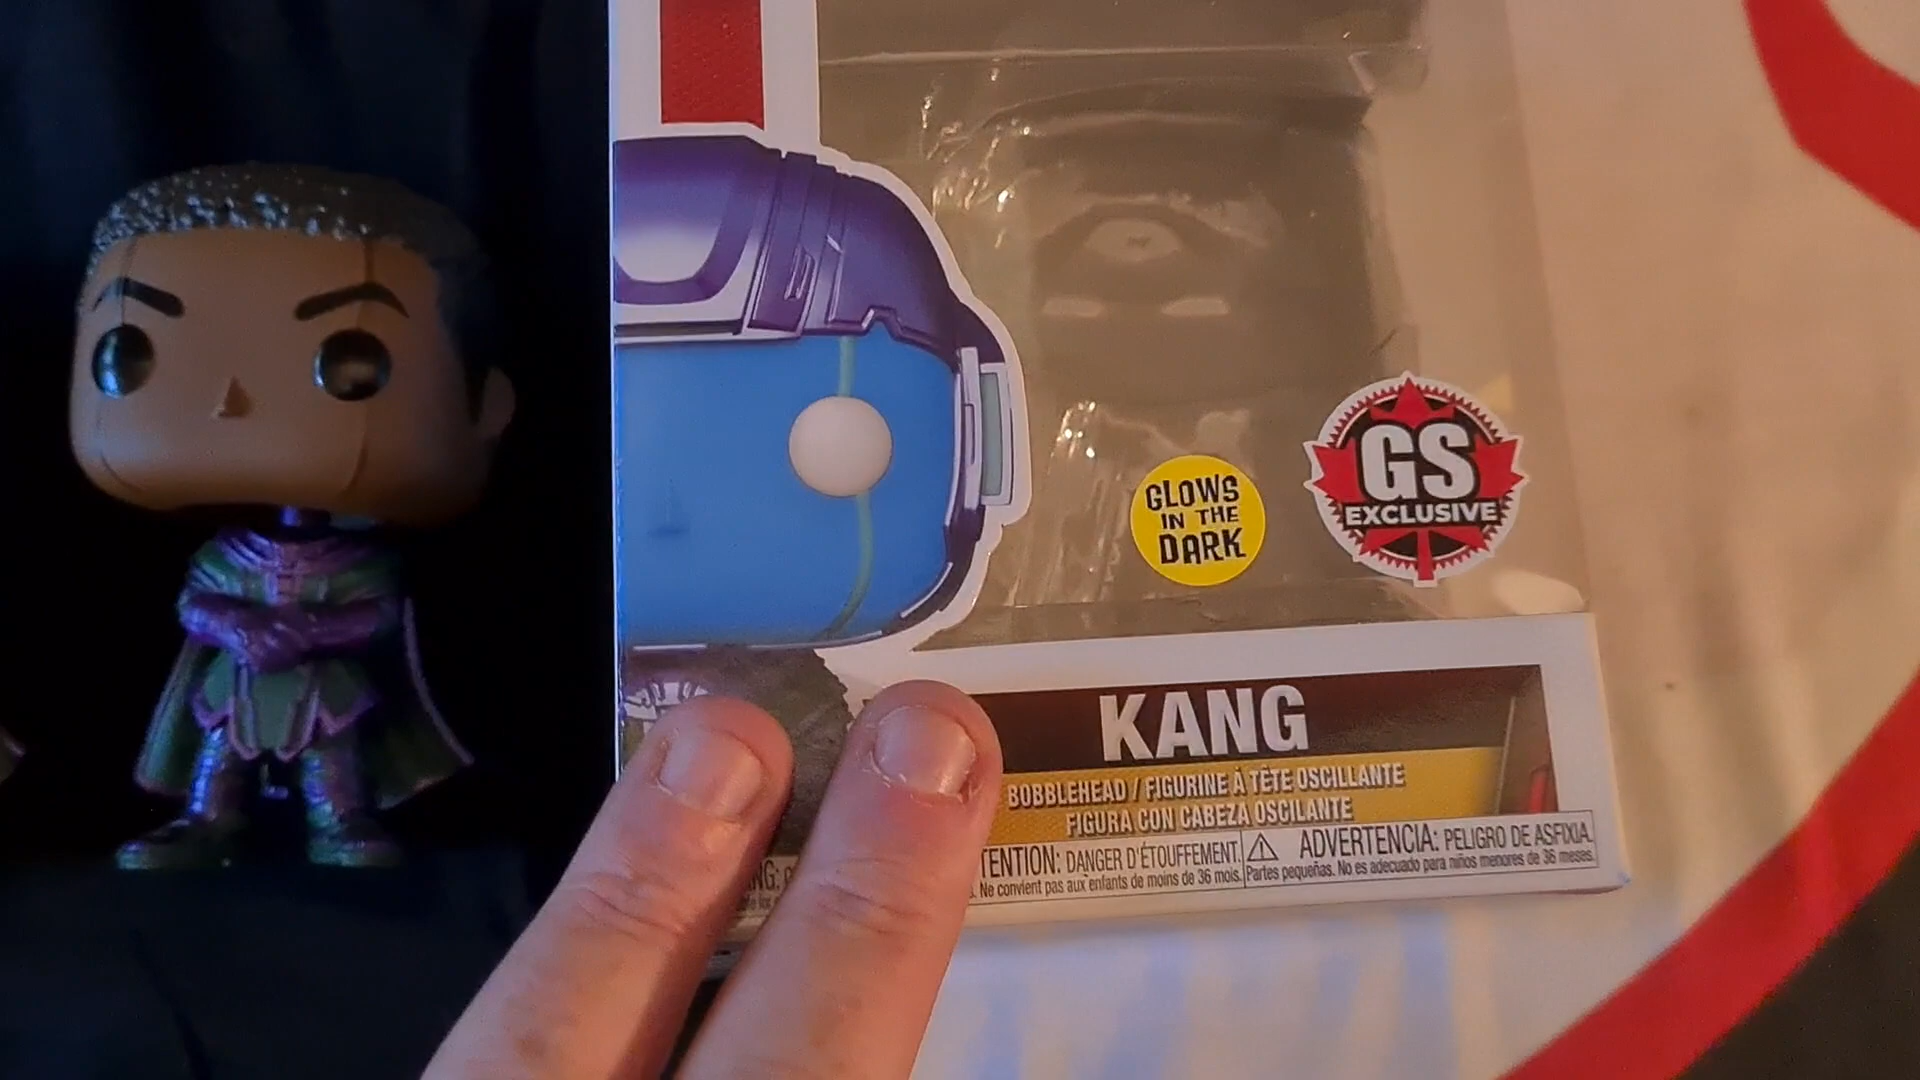 GLOWS
IN THE
DARK
GS
EXCLUSIVE
KANG
BOBBLEHEAD / FIGURINE À TÊTE OSCILLANTE
FIGURA CON CABEZA OSCILANTE
TENTION: DANGER D'ÉTOUFFEMENT.
Ne convient pas aux enfants de moins de 36 mois.
ADVERTENCIA: PELIGRO DE ASFIXIA.
Partes pequeñas. No es adecuado para niños menores de 36 meses.